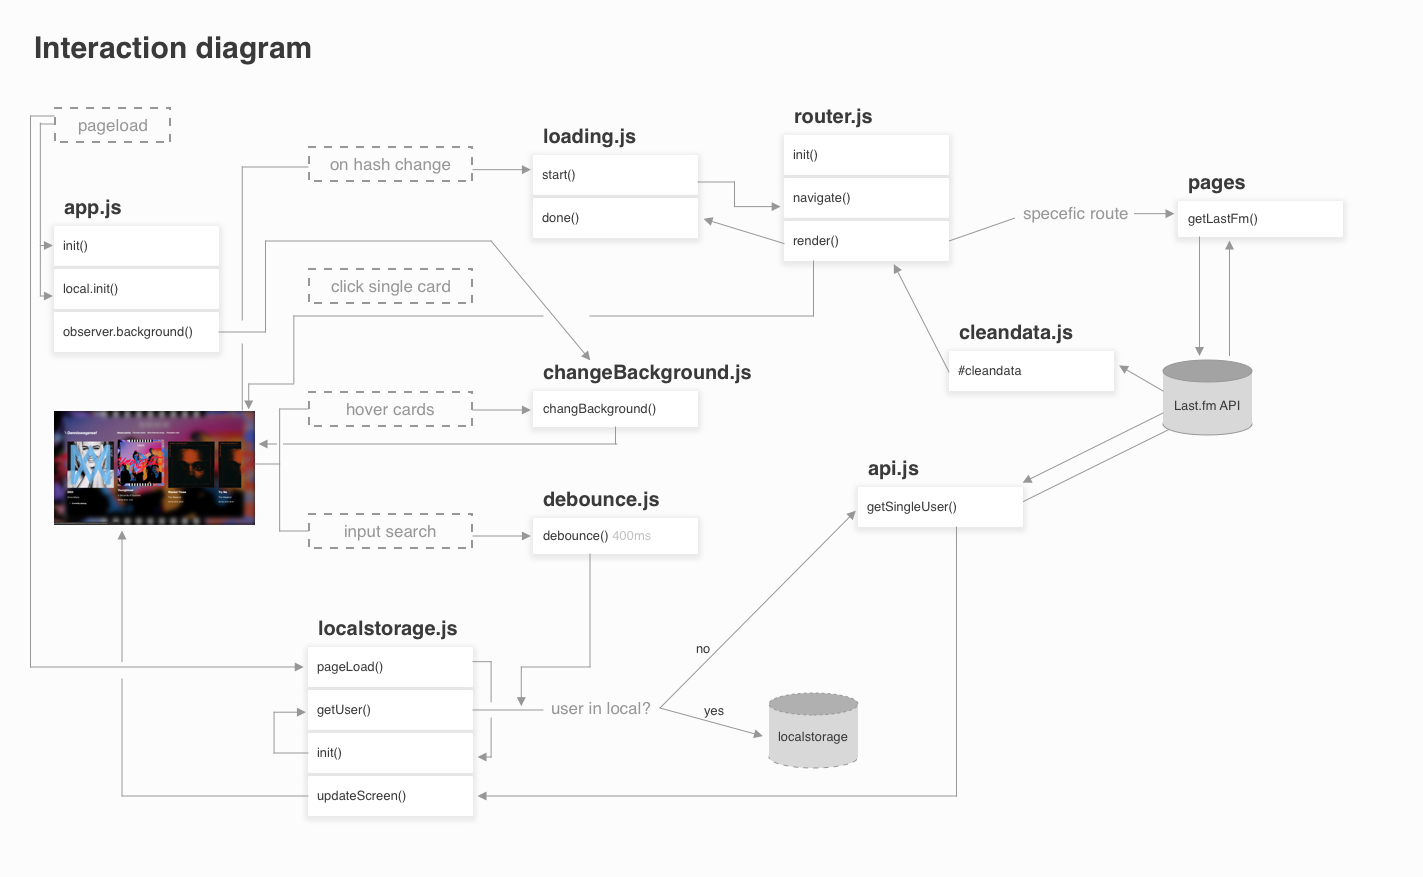 Interaction diagram
pageload
on hash change
click single card
hover cards
input search
app.js
init()
local.init()
observer.background()
loading.js
start()
done()
router.js
init()
navigate()
render()
specefic route
pages
getLastFm()
cleandata.js
#cleandata
Last.fm API
changeBackground.js
changBackground()
debounce.js
debounce() 400ms
api.js
getSingleUser()
localstorage.js
pageLoad()
getUser()
init()
updateScreen()
user in local?
no
yes
localstorage